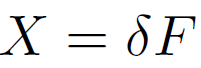 X = δF